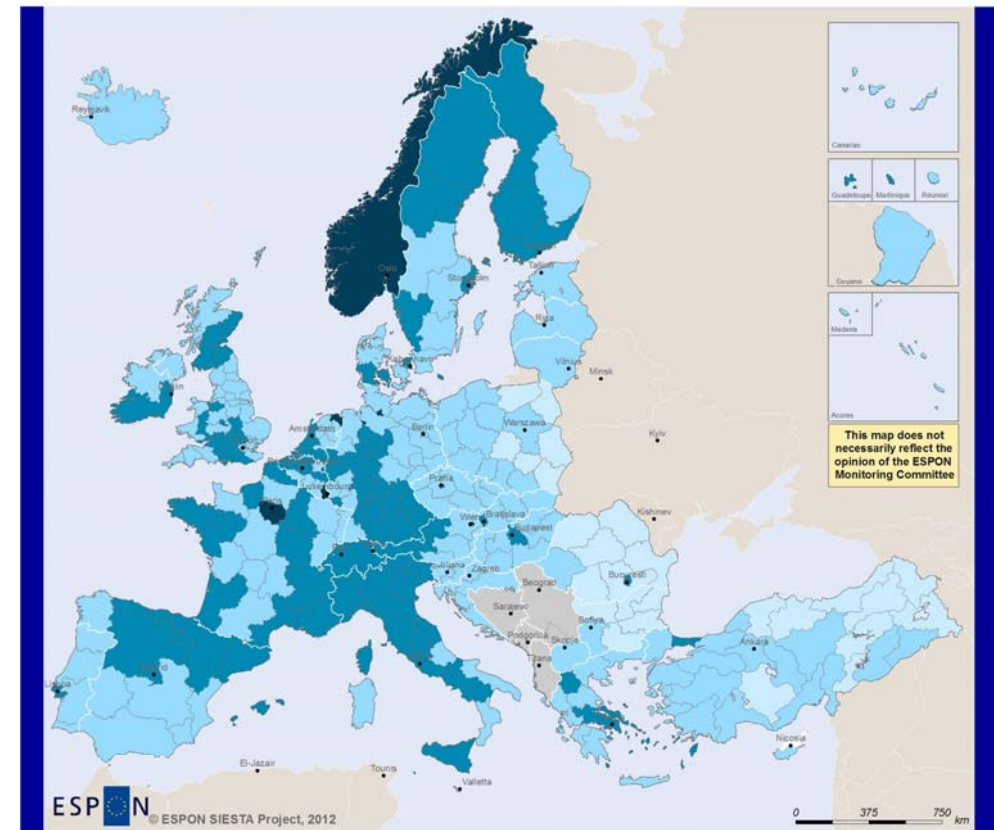 Reykjavik
Canarias
Guadeloupe
Martinique
Réunion
Guyane
Madeira
Acores
This map does not
necessarily reflect the
opinion of the ESPON
Monitoring Committee
Oslo
Stockholm
Tallinn
Riga
Vilnius
Minsk
København
Berlin
Warszawa
Kyiv
Praha
Luxembourg
Paris
Wien
Bratislava
Budapest
Kishinev
Ljubljana
Zagreb
Beograd
Bucuresti
Sarajevo
Podgorica
Sofiya
Skopje
Tirana
Ankara
Madrid
Lisboa
El-Jazair
Tounis
Valletta
Nicosia
ESPON
© ESPON SIESTA Project, 2012
0 375 750
km